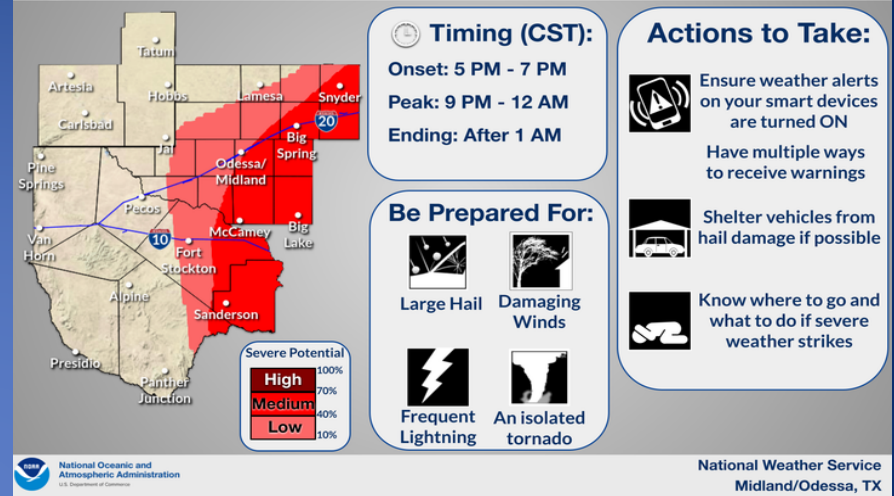 Tatum
Artesia
Hobbs
Lamesa
Snyder
Carlsbad
20
Jal
Big
Spring
Pine
Springs
Odessa/
Midland
Pecos
Van
Horn
10
McCamey
Big
Lake
Fort
Stockton
Alpine
Sanderson
Presidio
Panther
Junction
Severe Potential
High
Medium
Low
100%
70%
40%
10%
Timing (CST):
Onset: 5 PM - 7 PM
Peak: 9 PM - 12 AM
Ending: After 1 AM
Be Prepared For:
Large Hail
Damaging
Winds
Frequent
Lightning
An isolated
tornado
Actions to Take:
Ensure weather alerts
on your smart devices
are turned ON
Have multiple ways
to receive warnings
Shelter vehicles from
hail damage if possible
Know where to go and
what to do if severe
weather strikes
NOAA
National Oceanic and
Atmospheric Administration
U.S. Department of Commerce
National Weather Service
Midland/Odessa, TX